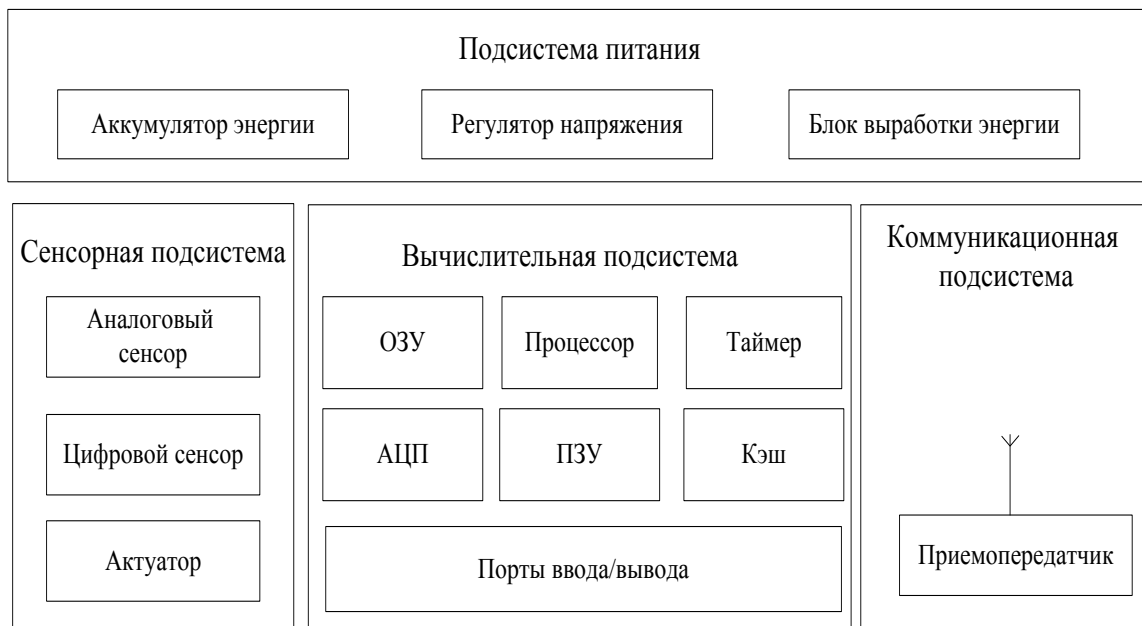 Подсистема питания
Аккумулятор энергии
Регулятор напряжения
Блок выработки энергии
Сенсорная подсистема
Аналоговый
сенсор
Цифровой сенсор
Актуатор
Вычислительная подсистема
ОЗУ
Процессор
Таймер
АЦП
ПЗУ
Кэш
Порты ввода/вывода
Коммуникационная
подсистема
Приемопередатчик